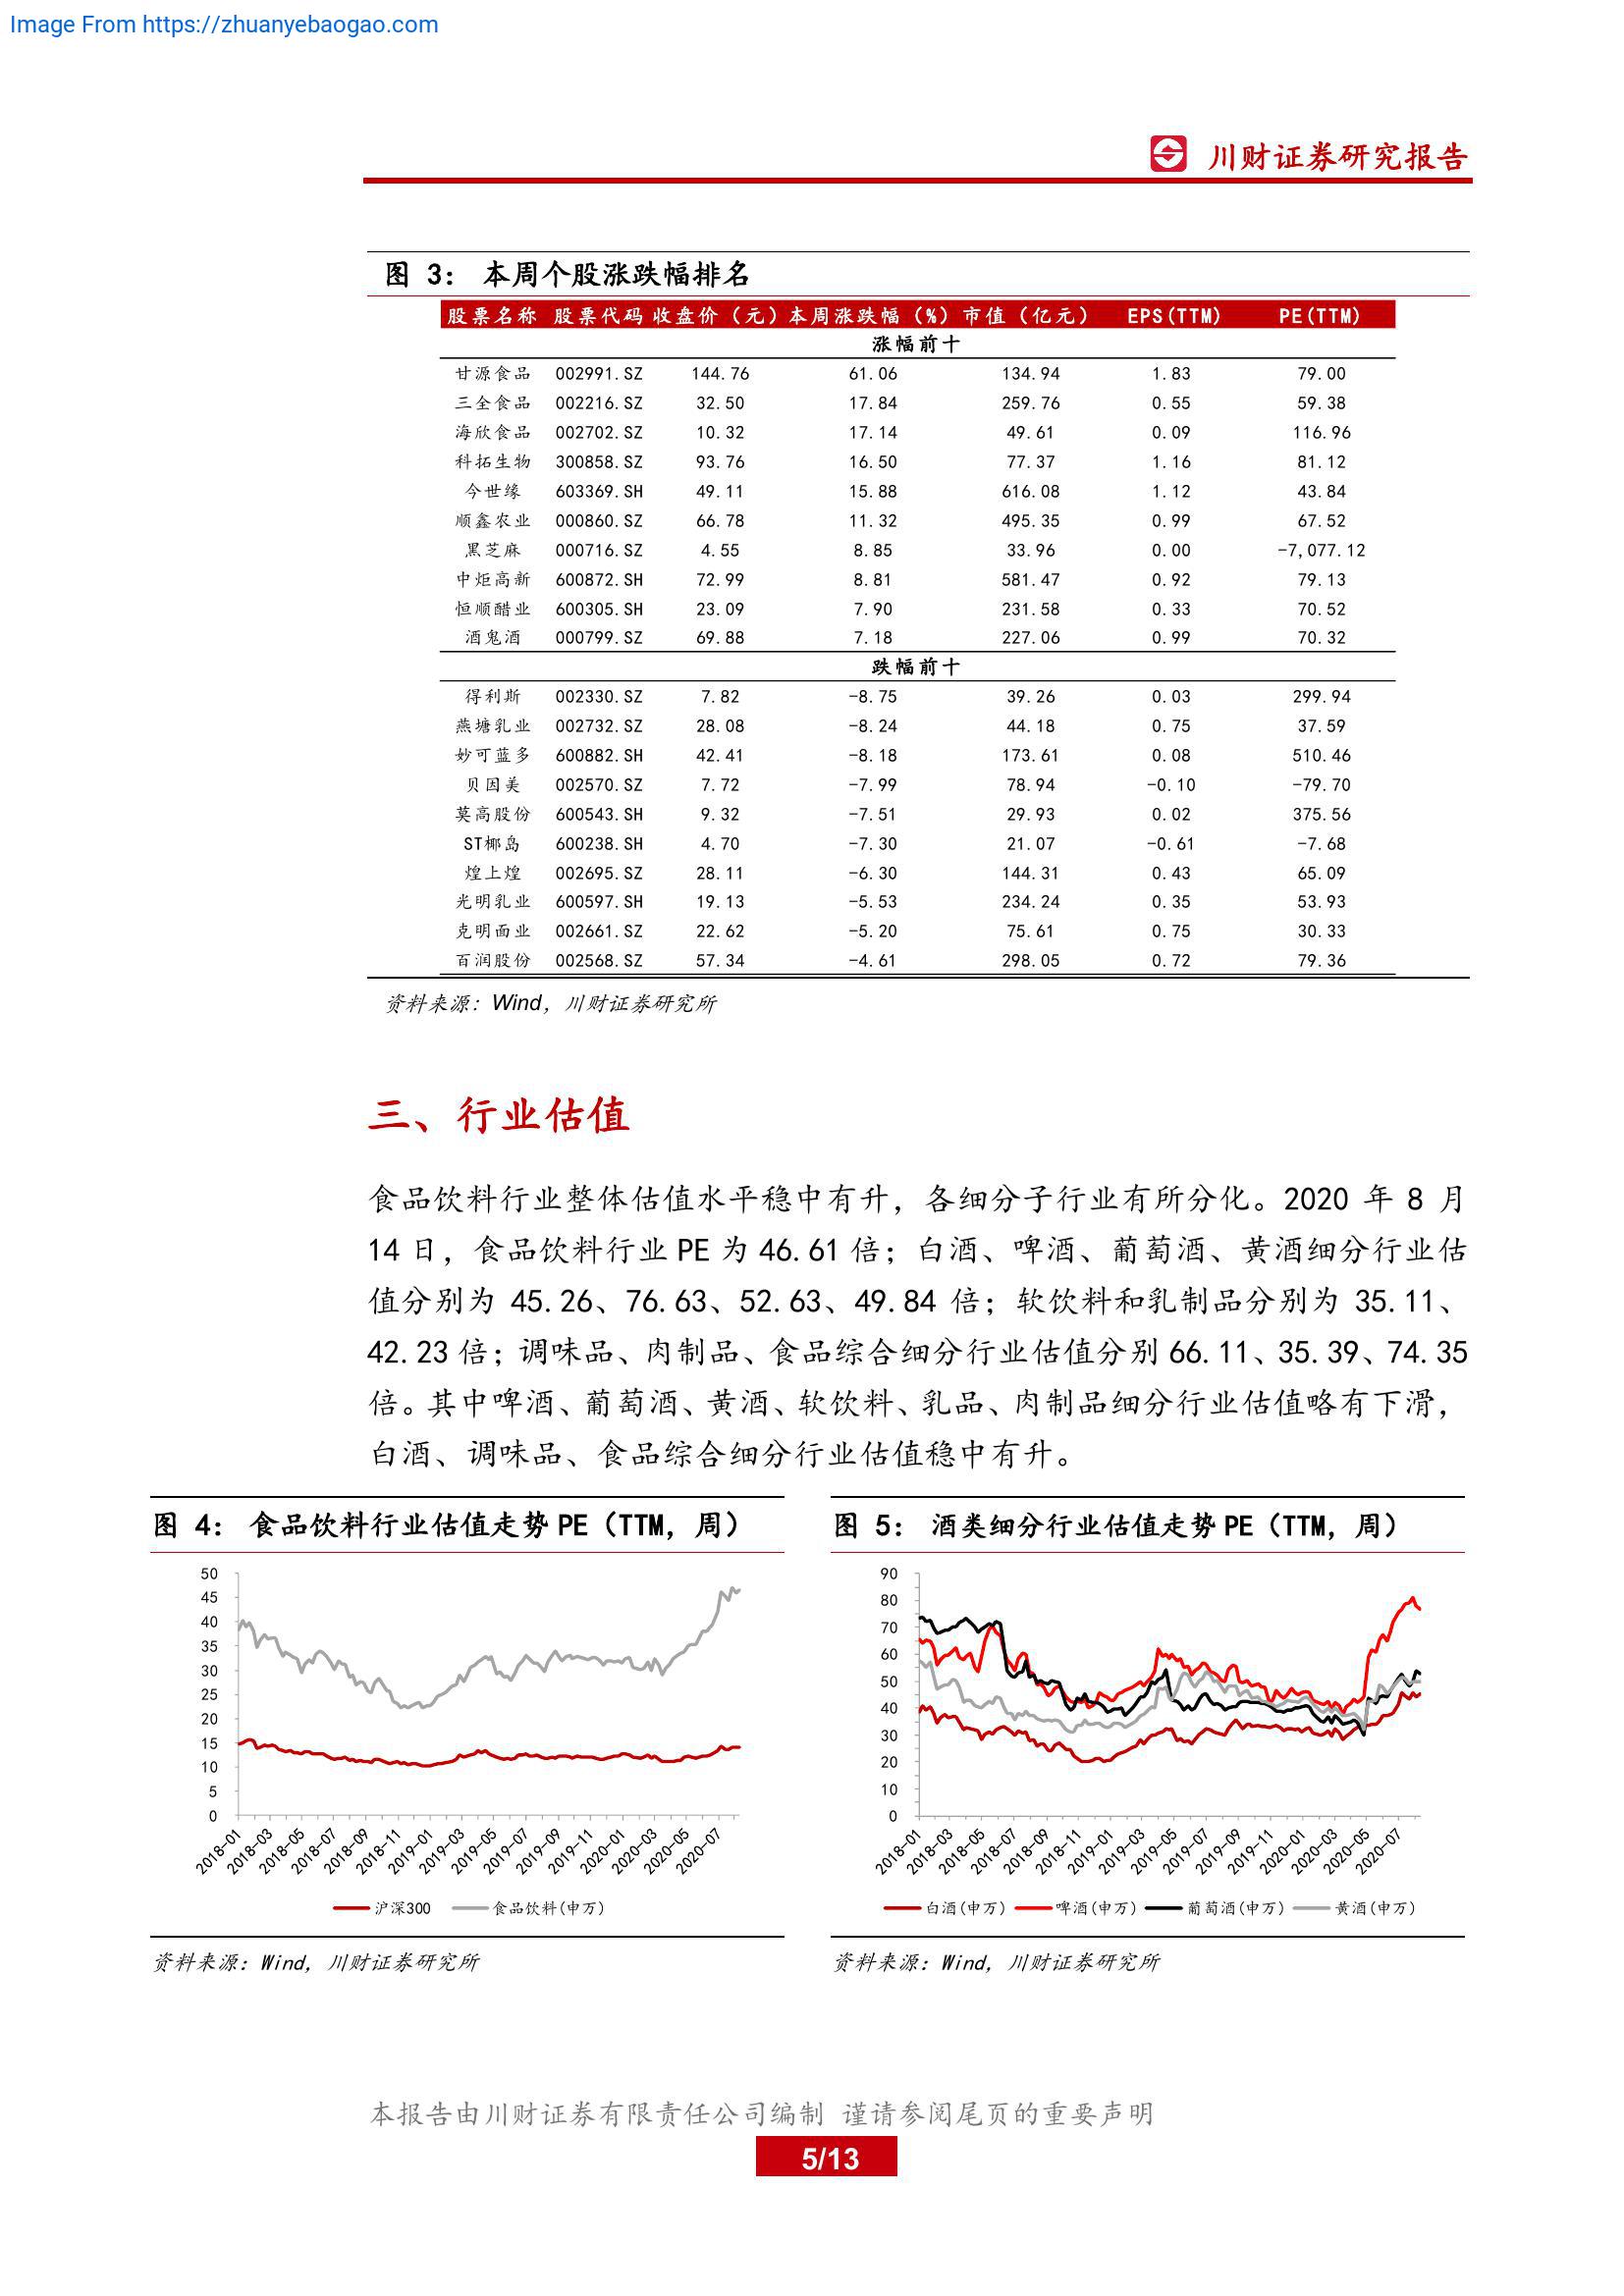 Image From https://zhuanyebaogao.com
川财证券研究报告
图 3： 本周个股涨跌幅排名
股票名称 股票代码 收盘价（元） 本周涨跌幅（%） 市值（亿元） EPS(TTM) PE(TTM)
涨幅前十
甘源食品 002991.SZ 144.76 61.06 134.94 1.83 79.00
三全食品 002216.SZ 32.50 17.84 259.76 0.55 59.38
海欣食品 002702.SZ 10.32 17.14 49.61 0.09 116.96
科拓生物 300858.SZ 93.76 16.50 77.37 1.16 81.12
今世缘 603369.SH 49.11 15.88 616.08 1.12 43.84
顺鑫农业 000860.SZ 66.78 11.32 495.35 0.99 67.52
黑芝麻 000716.SZ 4.55 8.85 33.96 0.00 -7,077.12
中炬高新 600872.SH 72.99 8.81 581.47 0.92 79.13
恒顺醋业 600305.SH 23.09 7.90 231.58 0.33 70.52
酒鬼酒 000799.SZ 69.88 7.18 227.06 0.99 70.32
跌幅前十
得利斯 002330.SZ 7.82 -8.75 39.26 0.03 299.94
燕塘乳业 002732.SZ 28.08 -8.24 44.18 0.75 37.59
妙可蓝多 600882.SH 42.41 -8.18 173.61 0.08 510.46
贝因美 002570.SZ 7.72 -7.99 78.94 -0.10 -79.70
莫高股份 600543.SH 9.32 -7.51 29.93 0.02 375.56
ST椰岛 600238.SH 4.70 -7.30 21.07 -0.61 -7.68
煌上煌 002695.SZ 28.11 -6.30 144.31 0.43 65.09
光明乳业 600597.SH 19.13 -5.53 234.24 0.35 53.93
克明面业 002661.SZ 22.62 -5.20 75.61 0.75 30.33
百润股份 002568.SZ 57.34 -4.61 298.05 0.72 79.36
资料来源：Wind，川财证券研究所
三、行业估值
食品饮料行业整体估值水平稳中有升，各细分子行业有所分化。2020 年 8 月
14 日，食品饮料行业 PE 为 46.61 倍；白酒、啤酒、葡萄酒、黄酒细分行业估
值分别为 45.26、76.63、52.63、49.84 倍；软饮料和乳制品分别为 35.11、
42.23 倍；调味品、肉制品、食品综合细分行业估值分别 66.11、35.39、74.35
倍。其中啤酒、葡萄酒、黄酒、软饮料、乳品、肉制品细分行业估值略有下滑，
白酒、调味品、食品综合细分行业估值稳中有升。
图 4： 食品饮料行业估值走势 PE（TTM，周）
50
45
40
35
30
25
20
15
10
5
0
2018-01 2018-03 2018-05 2018-07 2018-09 2018-11 2019-01 2019-03 2019-05 2019-07 2019-09 2019-11 2020-01 2020-03 2020-05 2020-07
沪深300 食品饮料(申万)
资料来源：Wind，川财证券研究所
图 5： 酒类细分行业估值走势 PE（TTM，周）
90
80
70
60
50
40
30
20
10
0
2018-01 2018-03 2018-05 2018-07 2018-09 2018-11 2019-01 2019-03 2019-05 2019-07 2019-09 2019-11 2020-01 2020-03 2020-05 2020-07
白酒(申万) 啤酒(申万) 葡萄酒(申万) 黄酒(申万)
资料来源：Wind，川财证券研究所
本报告由川财证券有限责任公司编制 谨请参阅尾页的重要声明
5/13